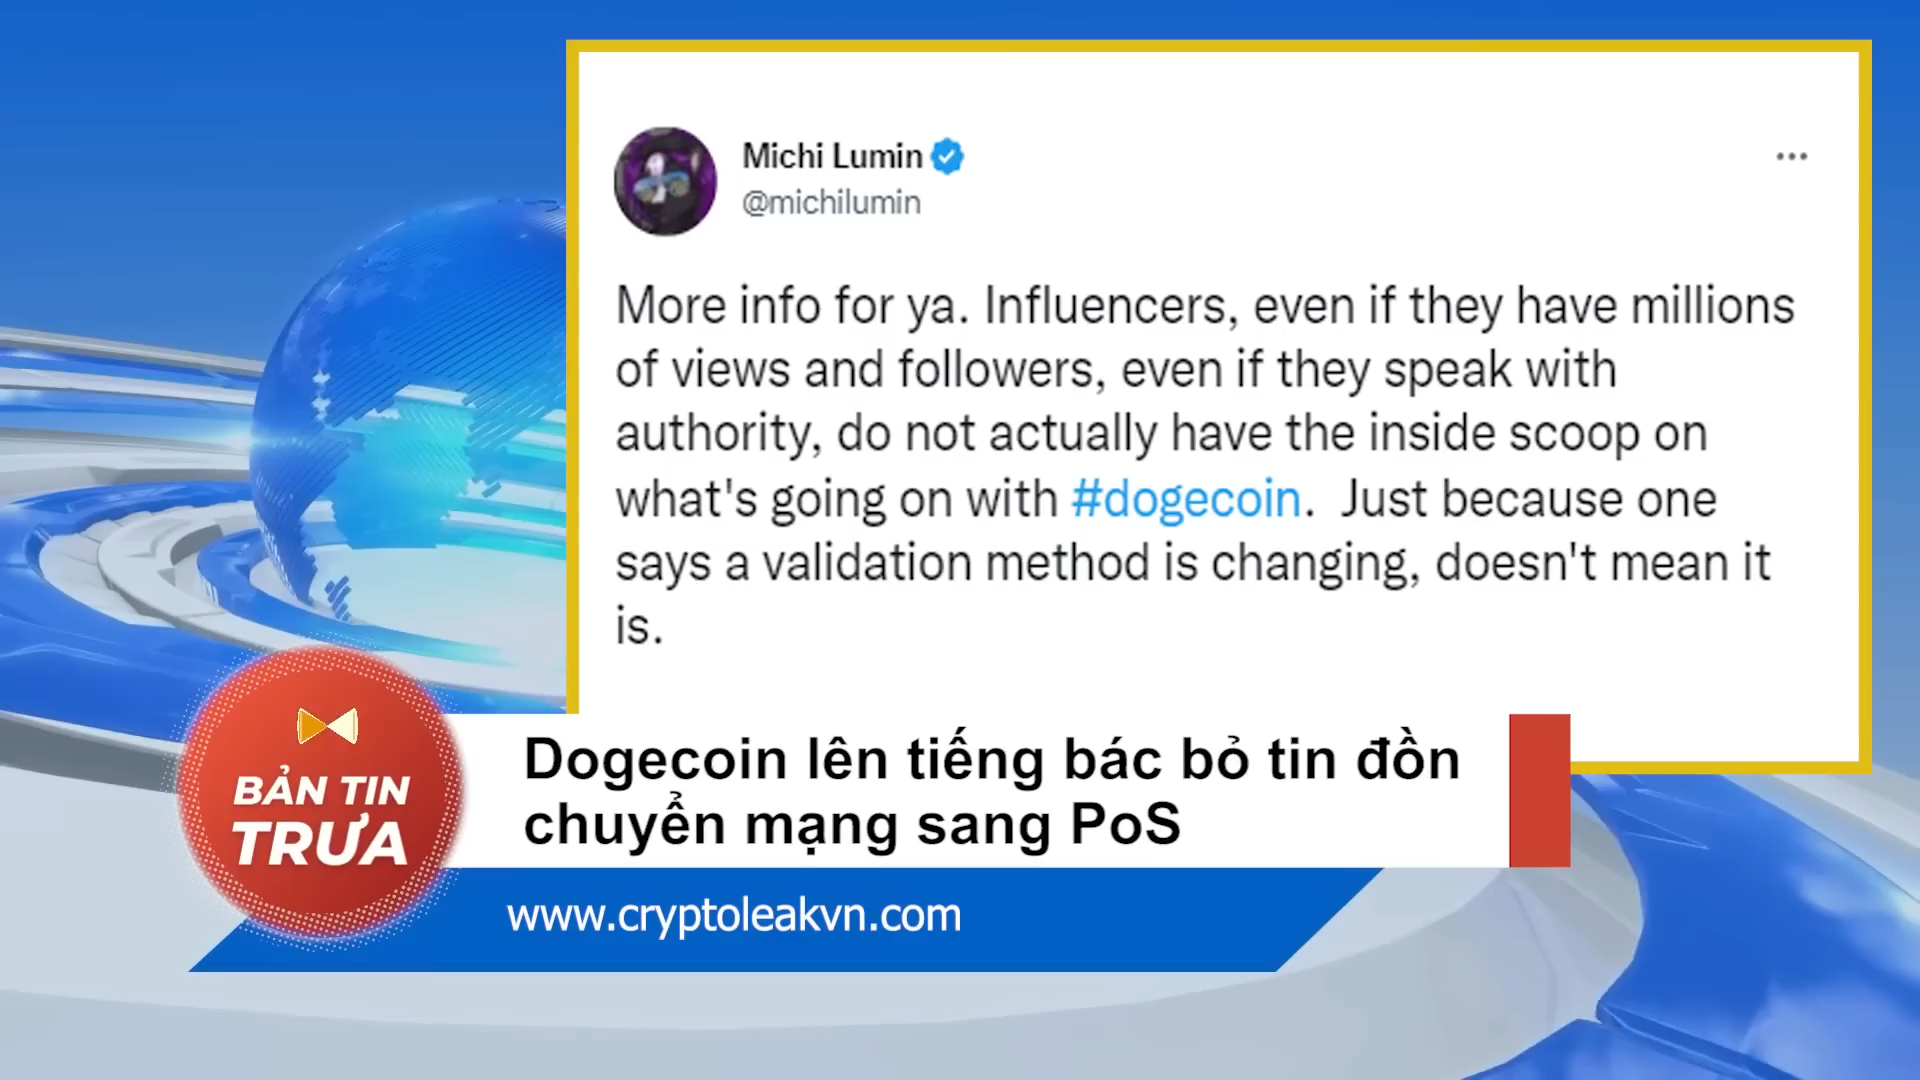 Michi Lumin
@michilumin
More info for ya. Influencers, even if they have millions
of views and followers, even if they speak with
authority, do not actually have the inside scoop on
what's going on with #dogecoin.  Just because one
says a validation method is changing, doesn't mean it
is.
BẢN TIN
TRƯA
Dogecoin lên tiếng bác bỏ tin đồn
chuyển mạng sang PoS
www.cryptoleakvn.com